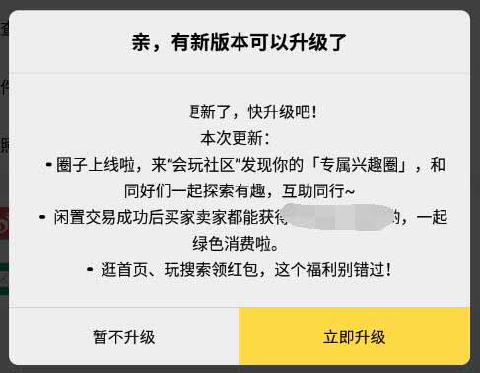 亲，有新版本可以升级了
更新了，快升级吧！
本次更新：
• 圈子上线啦，来“会玩社区”发现你的「专属兴趣圈」，和
同好们一起探索有趣，互助同行~
• 闲置交易成功后买家卖家都能获得 哟，一起
绿色消费啦。
• 逛首页、玩搜索领红包，这个福利别错过！
暂不升级
立即升级